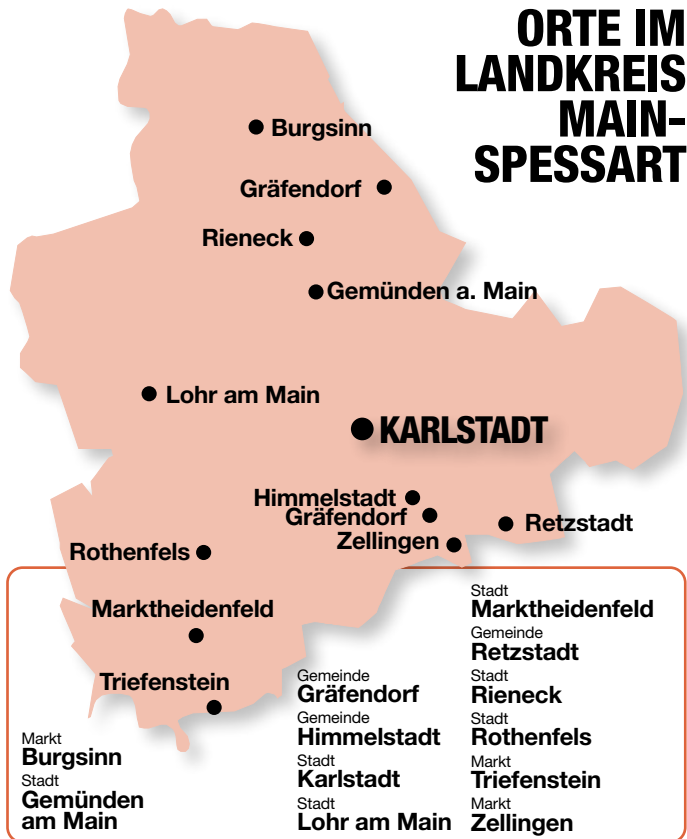 ORTE IM
LANDKREIS
MAIN-
SPESSART
Burgsinn
Gräfendorf
Rieneck
Gemünden a. Main
Lohr am Main
KARLSTADT
Himmelstadt
Gräfendorf
Zellingen
Retzstadt
Rothenfels
Marktheidenfeld
Triefenstein
Markt
Burgsinn
Stadt
Gemünden
am Main
Gemeinde
Gräfendorf
Gemeinde
Himmelstadt
Stadt
Karlstadt
Stadt
Lohr am Main
Stadt
Marktheidenfeld
Gemeinde
Retzstadt
Stadt
Rieneck
Stadt
Rothenfels
Markt
Triefenstein
Markt
Zellingen